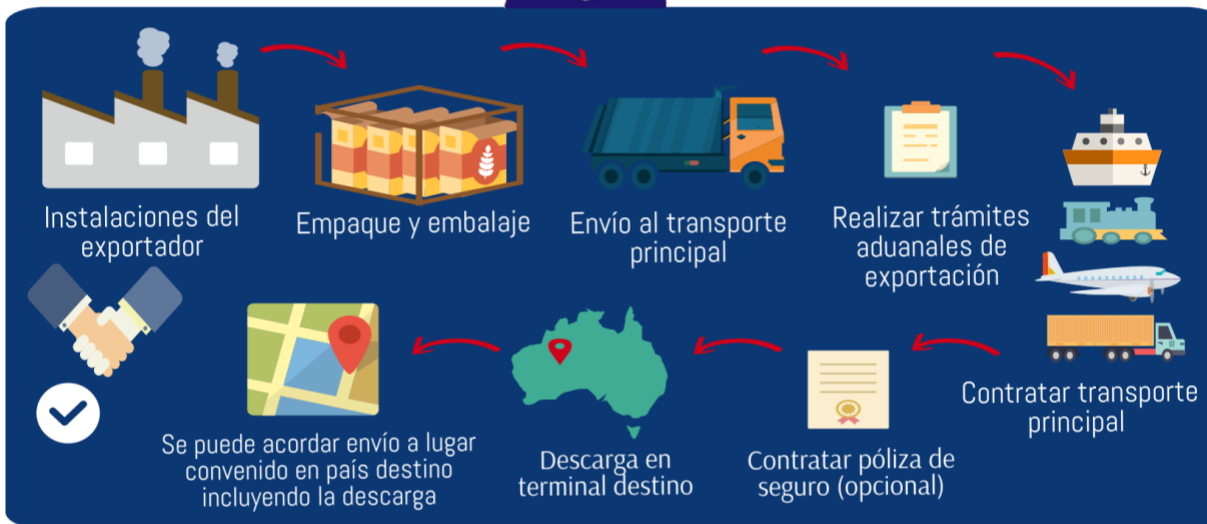 Instalaciones del
exportador
Empaque y embalaje
Envío al transporte
principal
Realizar trámites
aduanales de
exportación
Contratar transporte
principal
Contratar póliza de
seguro (opcional)
Descarga en
terminal destino
Se puede acordar envío a lugar
convenido en país destino
incluyendo la descarga